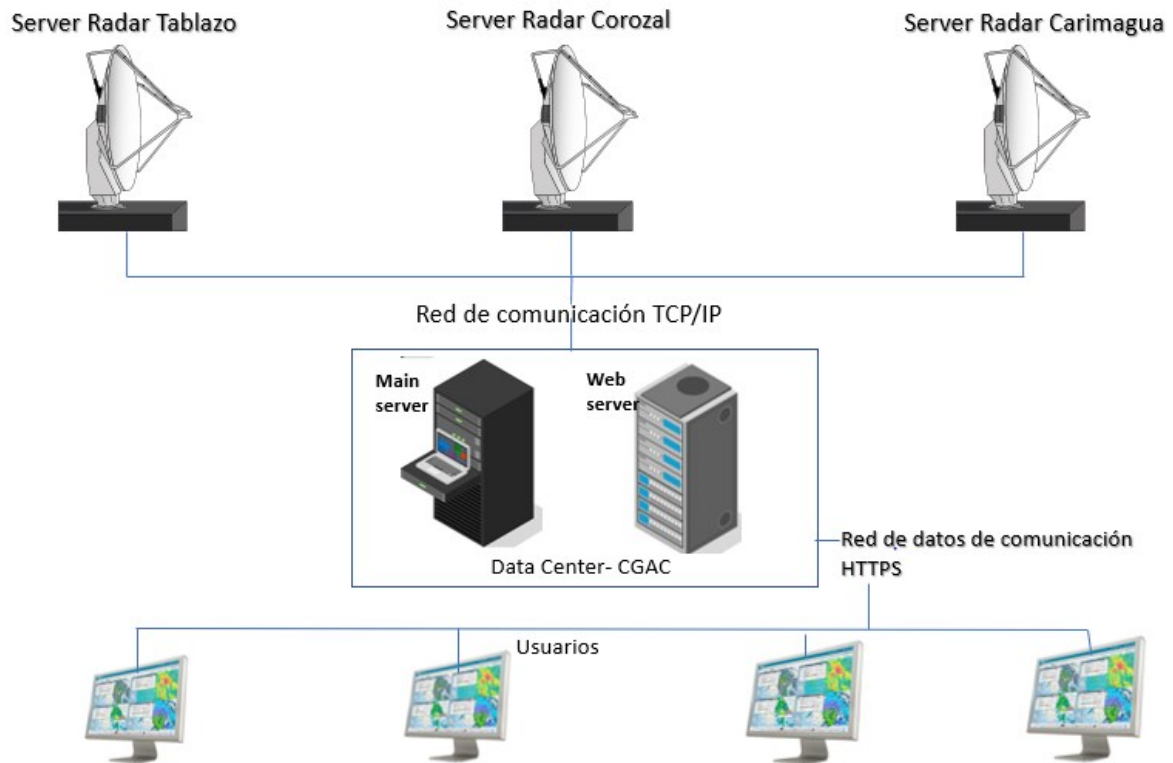 Server Radar Tablazo
Server Radar Corozal
Server Radar Carimagua
Red de comunicación TCP/IP
Main
server
Web
server
Data Center- CGAC
Red de datos de comunicación
HTTPS
Usuarios